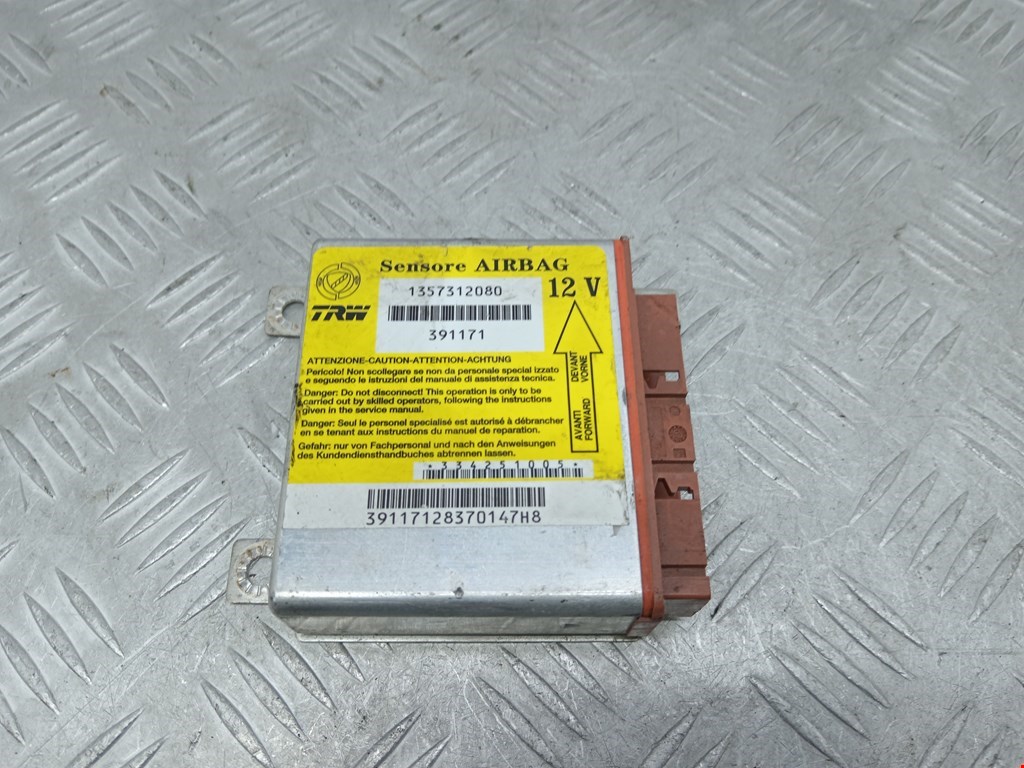 Sensore AIRBAG
TRW
1357312080
12 V
391171
ATTENZIONE-CAUTION-ATTENTION-ACHTUNG
Pericolo! Non scollegare se non da personale special izzato
e seguendo le istruzioni del manuale di assistenza tecnica.
Danger: Do not disconnect! This operation is only to be
carried out by skilled operators, following the instructions
given in the service manual.
Danger: Seul le personel specialisé est autorisé à débrancher
en se tenant aux instructions du manuel de reparation.
Gefahr: nur von Fachpersonal und nach den Anweisungen
des Kundendiensthandbuches abtrennen lassen.
AVANTI DEVANT
FORWARD VORNE
*334251005*
39117128370147H8